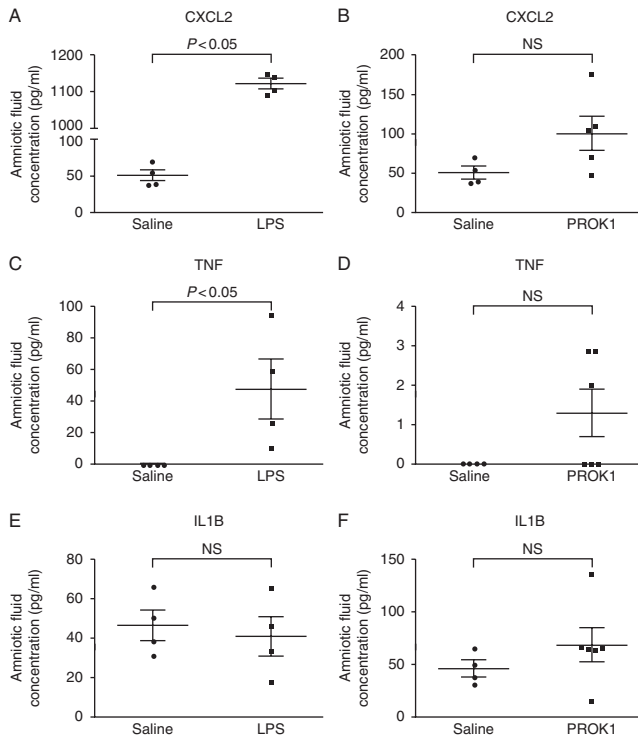 A
CXCL2
P<0.05
Amniotic fluid
concentration (pg/ml)
1200
1100
1000
100
50
0
Saline
LPS
B
CXCL2
NS
Amniotic fluid
concentration (pg/ml)
200
150
100
50
0
Saline
PROK1
C
TNF
P<0.05
Amniotic fluid
concentration (pg/ml)
100
80
60
40
20
0
Saline
LPS
D
TNF
NS
Amniotic fluid
concentration (pg/ml)
4
3
2
1
0
Saline
PROK1
E
IL1B
NS
Amniotic fluid
concentration (pg/ml)
80
60
40
20
0
Saline
LPS
F
IL1B
NS
Amniotic fluid
concentration (pg/ml)
150
100
50
0
Saline
PROK1